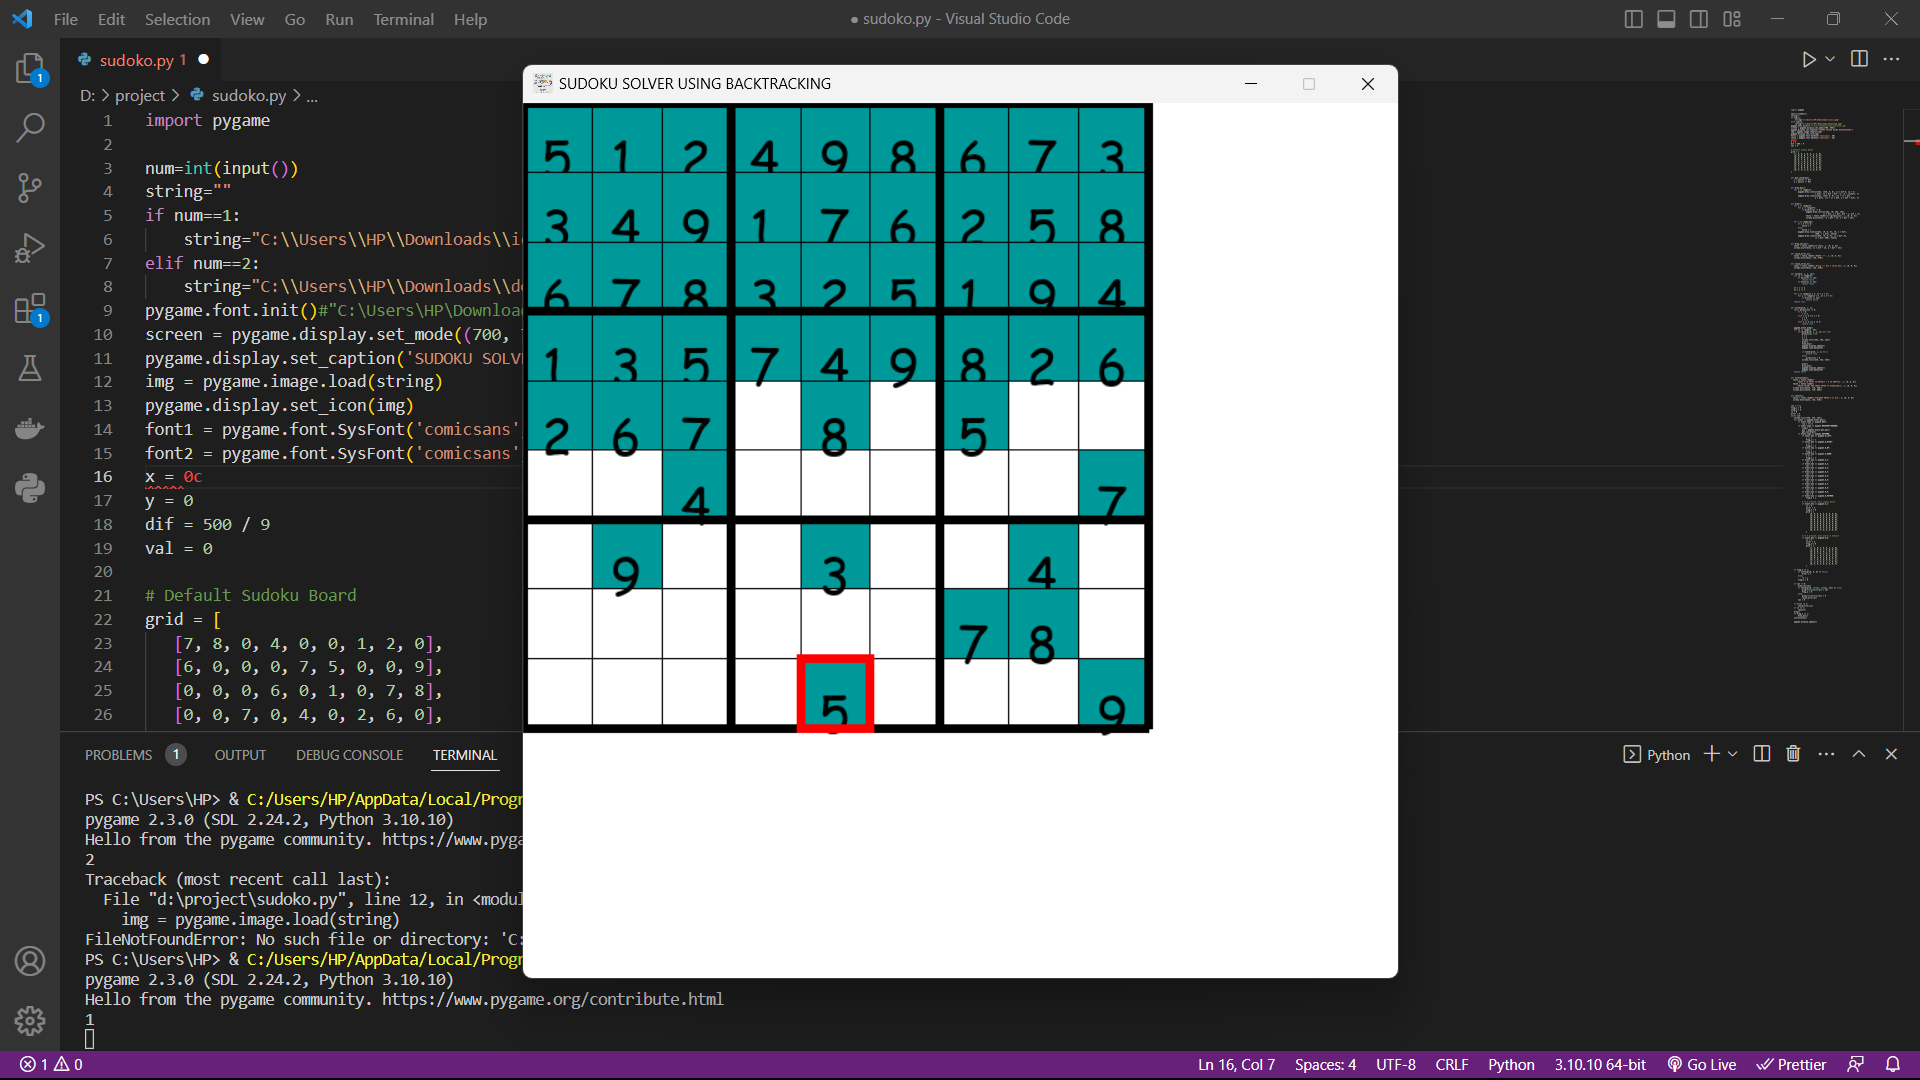 File Edit Selection View Go Run Terminal Help
● sudoko.py - Visual Studio Code
sudoko.py 1 ●
D: > project > sudoko.py > ...
1 import pygame
2
3 num=int(input())
4 string=""
5 if num==1:
6 string="C:\\Users\\HP\\Downloads\\i
7 elif num==2:
8 string="C:\\Users\\HP\\Downloads\\d
9 pygame.font.init()#"C:\Users\HP\Downloa
10 screen = pygame.display.set_mode((700,
11 pygame.display.set_caption('SUDOKU SOLV
12 img = pygame.image.load(string)
13 pygame.display.set_icon(img)
14 font1 = pygame.font.SysFont('comicsans'
15 font2 = pygame.font.SysFont('comicsans'
16 x = 0c
17 y = 0
18 dif = 500 / 9
19 val = 0
20
21 # Default Sudoku Board
22 grid = [
23 [7, 8, 0, 4, 0, 0, 1, 2, 0],
24 [6, 0, 0, 0, 7, 5, 0, 0, 9],
25 [0, 0, 0, 6, 0, 1, 0, 7, 8],
26 [0, 0, 7, 0, 4, 0, 2, 6, 0],
SUDOKU SOLVER USING BACKTRACKING
5 1 2 4 9 8 6 7 3
3 4 9 1 7 6 2 5 8
6 7 8 3 2 5 1 9 4
1 3 5 7 4 9 8 2 6
2 6 7 8 5
4 7
9 3 4
7 8
5 9
PROBLEMS 1 OUTPUT DEBUG CONSOLE TERMINAL
Python
PS C:\Users\HP> & C:/Users/HP/AppData/Local/Progr
pygame 2.3.0 (SDL 2.24.2, Python 3.10.10)
Hello from the pygame community. https://www.pyga
2
Traceback (most recent call last):
File "d:\project\sudoko.py", line 12, in <modul
img = pygame.image.load(string)
FileNotFoundError: No such file or directory: 'C:
PS C:\Users\HP> & C:/Users/HP/AppData/Local/Progr
pygame 2.3.0 (SDL 2.24.2, Python 3.10.10)
Hello from the pygame community. https://www.pygame.org/contribute.html
1
1 0 Ln 16, Col 7 Spaces: 4 UTF-8 CRLF Python 3.10.10 64-bit Go Live Prettier